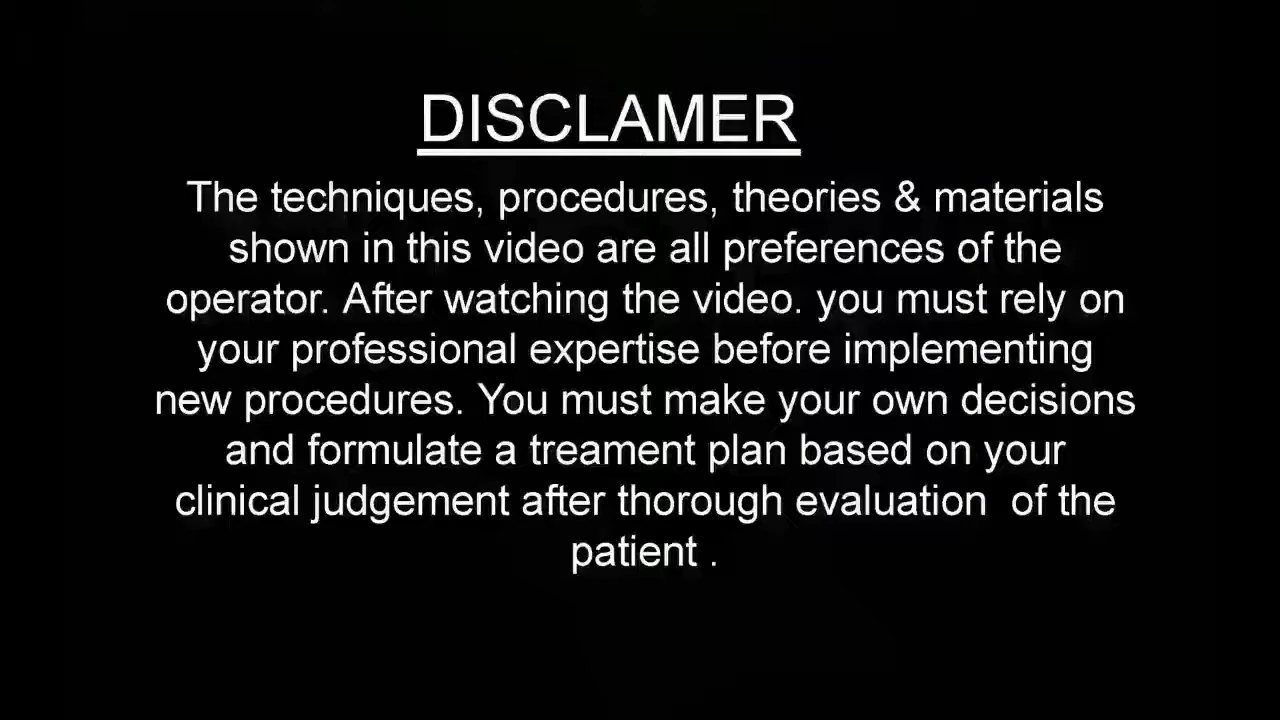 DISCLAMER
The techniques, procedures, theories & materials
shown in this video are all preferences of the
operator. After watching the video. you must rely on
your professional expertise before implementing
new procedures. You must make your own decisions
and formulate a treament plan based on your
clinical judgement after thorough evaluation  of the
patient .